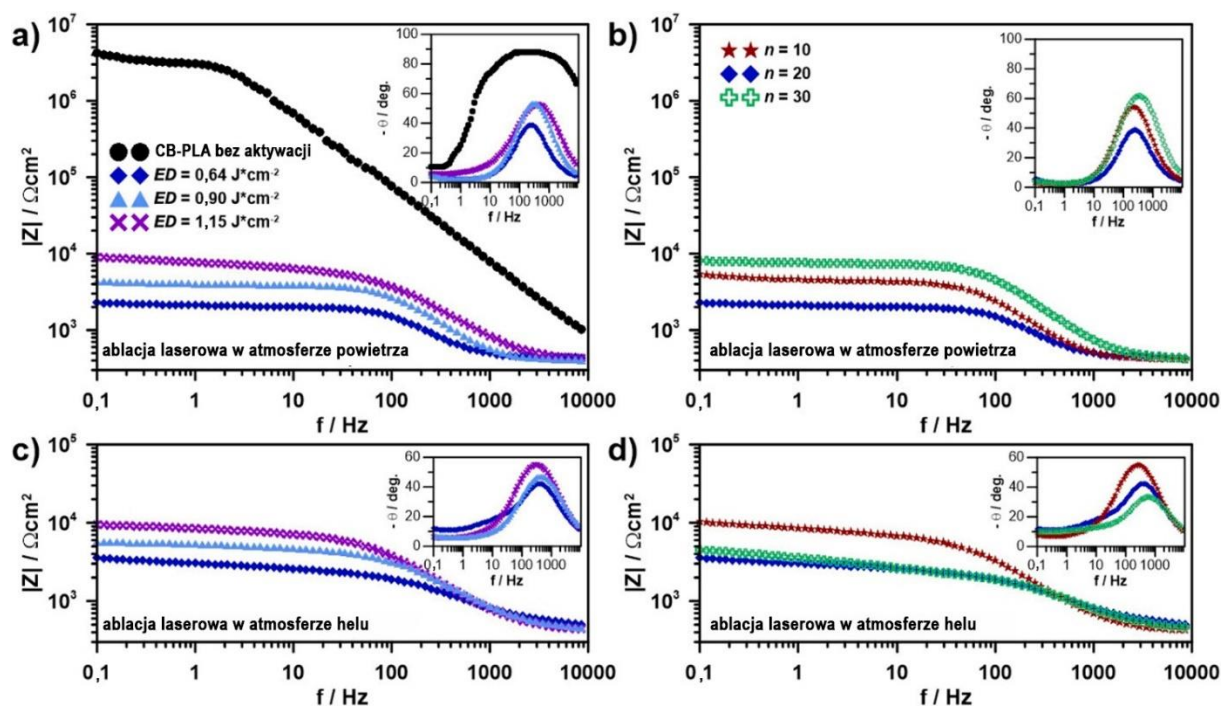 a)
10⁷
10⁶
10⁵
10⁴
10³
|Z| / Ωcm²
CB-PLA bez aktywacji
ED = 0,64 J*cm⁻²
ED = 0,90 J*cm⁻²
ED = 1,15 J*cm⁻²
ablacja laserowa w atmosferze powietrza
0,1 1 10 100 1000 10000
f / Hz
- θ / deg.
100
80
60
40
20
0
0,1 1 10 100 1000
f / Hz
b)
n = 10
n = 20
n = 30
10⁷
10⁶
10⁵
10⁴
10³
|Z| / Ωcm²
ablacja laserowa w atmosferze powietrza
0,1 1 10 100 1000 10000
f / Hz
- θ / deg.
100
80
60
40
20
0
0,1 1 10 100 1000
f / Hz
c)
10⁵
10⁴
10³
|Z| / Ωcm²
ablacja laserowa w atmosferze helu
0,1 1 10 100 1000 10000
f / Hz
- θ / deg.
60
40
20
0
0,1 1 10 100 1000
f / Hz
d)
10⁵
10⁴
10³
|Z| / Ωcm²
ablacja laserowa w atmosferze helu
0,1 1 10 100 1000 10000
f / Hz
- θ / deg.
60
40
20
0
0,1 1 10 100 1000
f / Hz